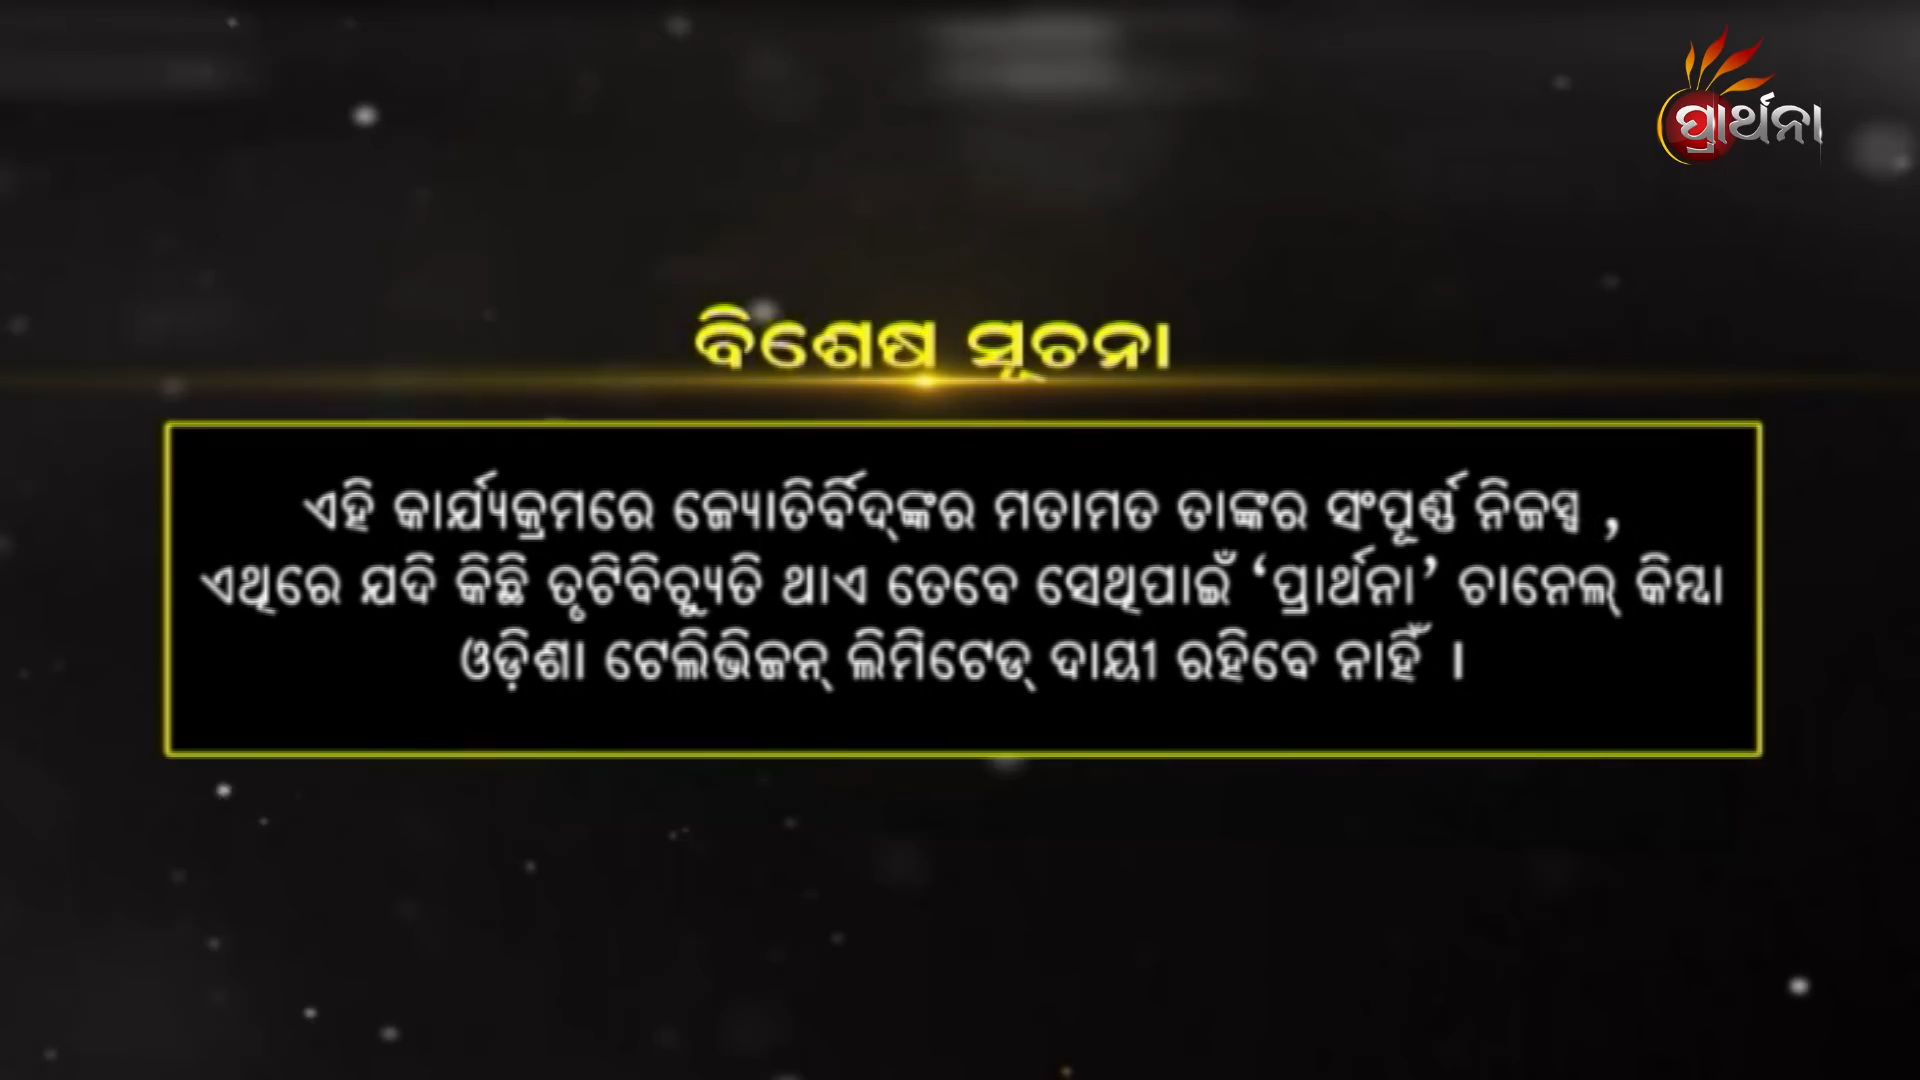 ପ୍ରାର୍ଥନା
ବିଶେଷ ସୂଚନା
ଏହି କାର୍ଯ୍ୟକ୍ରମରେ ଜ୍ୟୋତିର୍ବିଦ୍‌ଙ୍କର ମତାମତ ତାଙ୍କର ସଂପୂର୍ଣ୍ଣ ନିଜସ୍ୱ ,
ଏଥିରେ ଯଦି କିଛି ତୃଟିବିଚ୍ୟୁତି ଥାଏ ତେବେ ସେଥିପାଇଁ ‘ପ୍ରାର୍ଥନା’ ଚାନେଲ୍ କିମ୍ବା
ଓଡ଼ିଶା ଟେଲିଭିଜନ୍ ଲିମିଟେଡ୍ ଦାୟୀ ରହିବେ ନାହିଁ ।